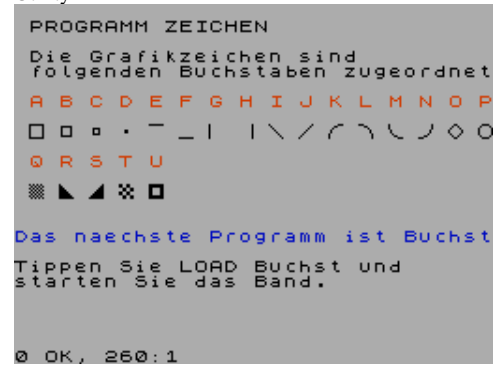 PROGRAMM ZEICHEN
Die Grafikzeichen sind
folgenden Buchstaben zugeordnet
A B C D E F G H I J K L M N O P
Q R S T U
Das naechste Programm ist Buchst
Tippen Sie LOAD Buchst und
starten Sie das Band.
0 OK, 260:1